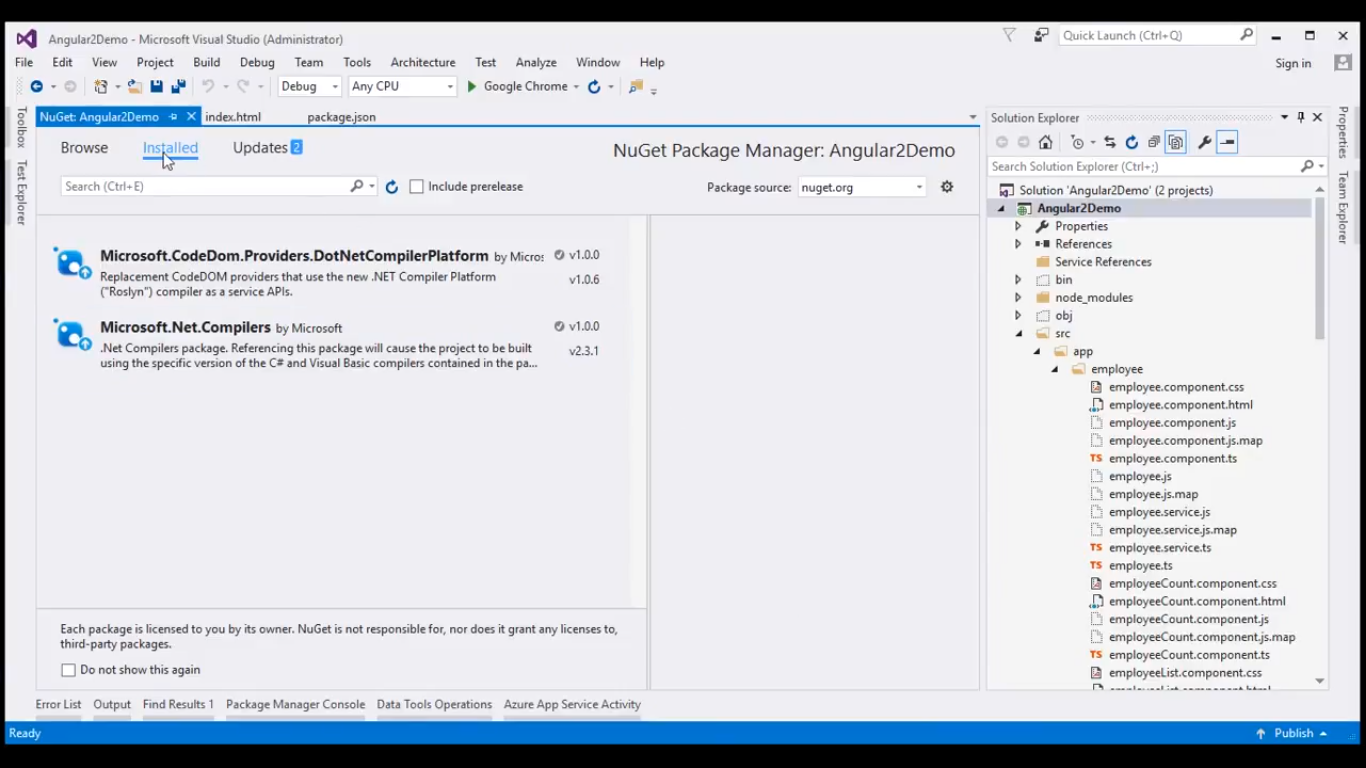 Angular2Demo - Microsoft Visual Studio (Administrator)
Quick Launch (Ctrl+Q)
File Edit View Project Build Debug Team Tools Architecture Test Analyze Window Help
Sign in
Debug Any CPU Google Chrome
Toolbox
Test Explorer
NuGet: Angular2Demo index.html package.json
Browse Installed Updates 2
NuGet Package Manager: Angular2Demo
Search (Ctrl+E) Include prerelease
Package source: nuget.org
Microsoft.CodeDom.Providers.DotNetCompilerPlatform by Micros v1.0.0
Replacement CodeDOM providers that use the new .NET Compiler Platform v1.0.6
("Roslyn") compiler as a service APIs.
Microsoft.Net.Compilers by Microsoft v1.0.0
.Net Compilers package. Referencing this package will cause the project to be built v2.3.1
using the specific version of the C# and Visual Basic compilers contained in the pa...
Each package is licensed to you by its owner. NuGet is not responsible for, nor does it grant any licenses to,
third-party packages.
Do not show this again
Solution Explorer
Search Solution Explorer (Ctrl+;)
Solution 'Angular2Demo' (2 projects)
Angular2Demo
Properties
References
Service References
bin
node_modules
obj
src
app
employee
employee.component.css
employee.component.html
employee.component.js
employee.component.js.map
TS employee.component.ts
employee.js
employee.js.map
employee.service.js
employee.service.js.map
TS employee.service.ts
TS employee.ts
employeeCount.component.css
employeeCount.component.html
employeeCount.component.js
employeeCount.component.js.map
TS employeeCount.component.ts
employeeList.component.css
employeeList.component.html
Properties
Team Explorer
Error List Output Find Results 1 Package Manager Console Data Tools Operations Azure App Service Activity
Ready
Publish